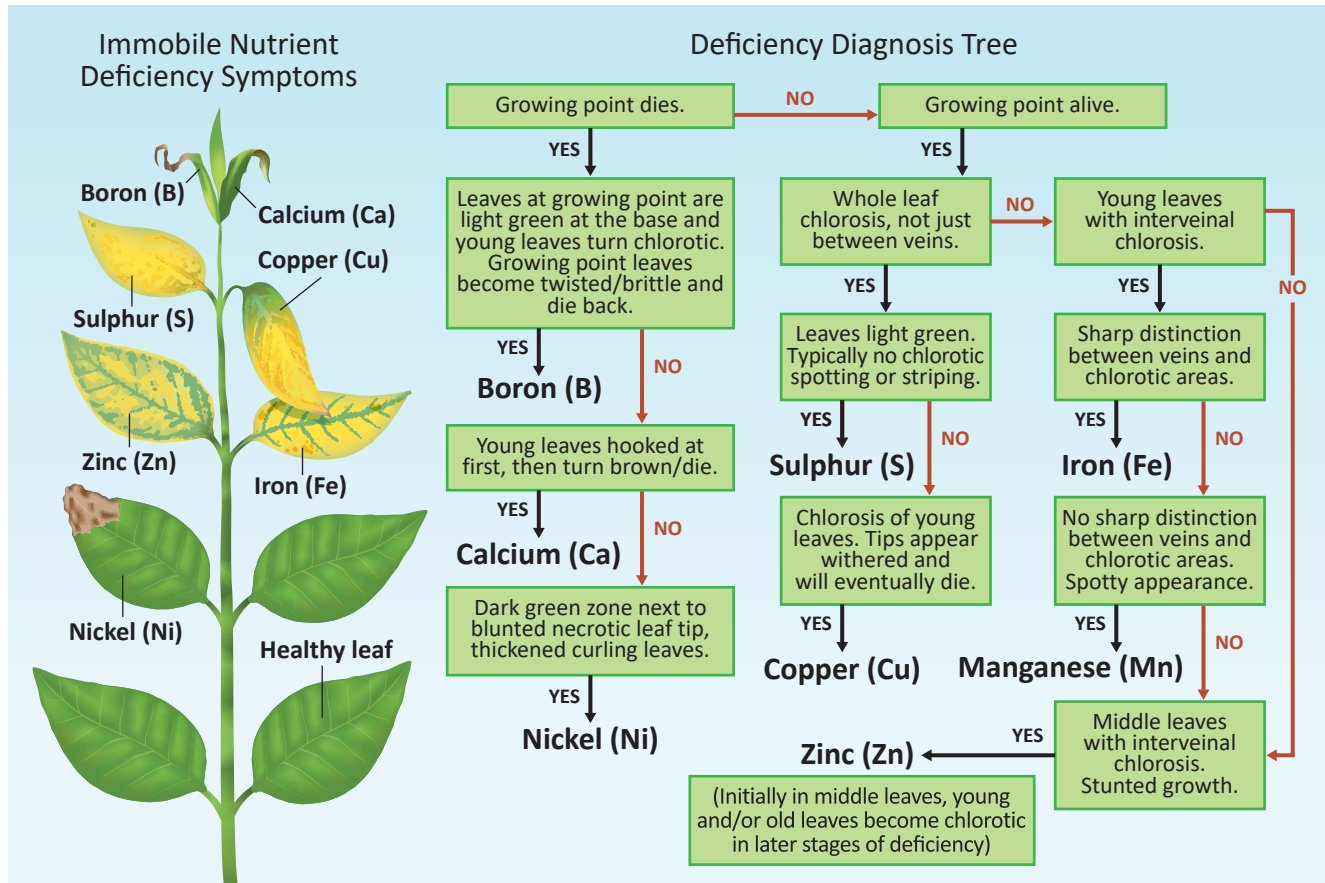 Immobile Nutrient
Deficiency Symptoms
Boron (B)
Calcium (Ca)
Copper (Cu)
Sulphur (S)
Zinc (Zn)
Iron (Fe)
Nickel (Ni)
Healthy leaf
Deficiency Diagnosis Tree
Growing point dies.
NO
Growing point alive.
YES
YES
Leaves at growing point are
light green at the base and
young leaves turn chlorotic.
Growing point leaves
become twisted/brittle and
die back.
YES
NO
Boron (B)
Young leaves hooked at
first, then turn brown/die.
YES
NO
Calcium (Ca)
Dark green zone next to
blunted necrotic leaf tip,
thickened curling leaves.
YES
Nickel (Ni)
Whole leaf
chlorosis, not just
between veins.
NO
YES
Leaves light green.
Typically no chlorotic
spotting or striping.
YES
NO
Sulphur (S)
Chlorosis of young
leaves. Tips appear
withered and
will eventually die.
YES
Copper (Cu)
Young leaves
with interveinal
chlorosis.
NO
YES
Sharp distinction
between veins and
chlorotic areas.
YES
NO
Iron (Fe)
No sharp distinction
between veins and
chlorotic areas.
Spotty appearance.
YES
NO
Manganese (Mn)
Middle leaves
with interveinal
chlorosis.
Stunted growth.
YES
Zinc (Zn)
(Initially in middle leaves, young
and/or old leaves become chlorotic
in later stages of deficiency)